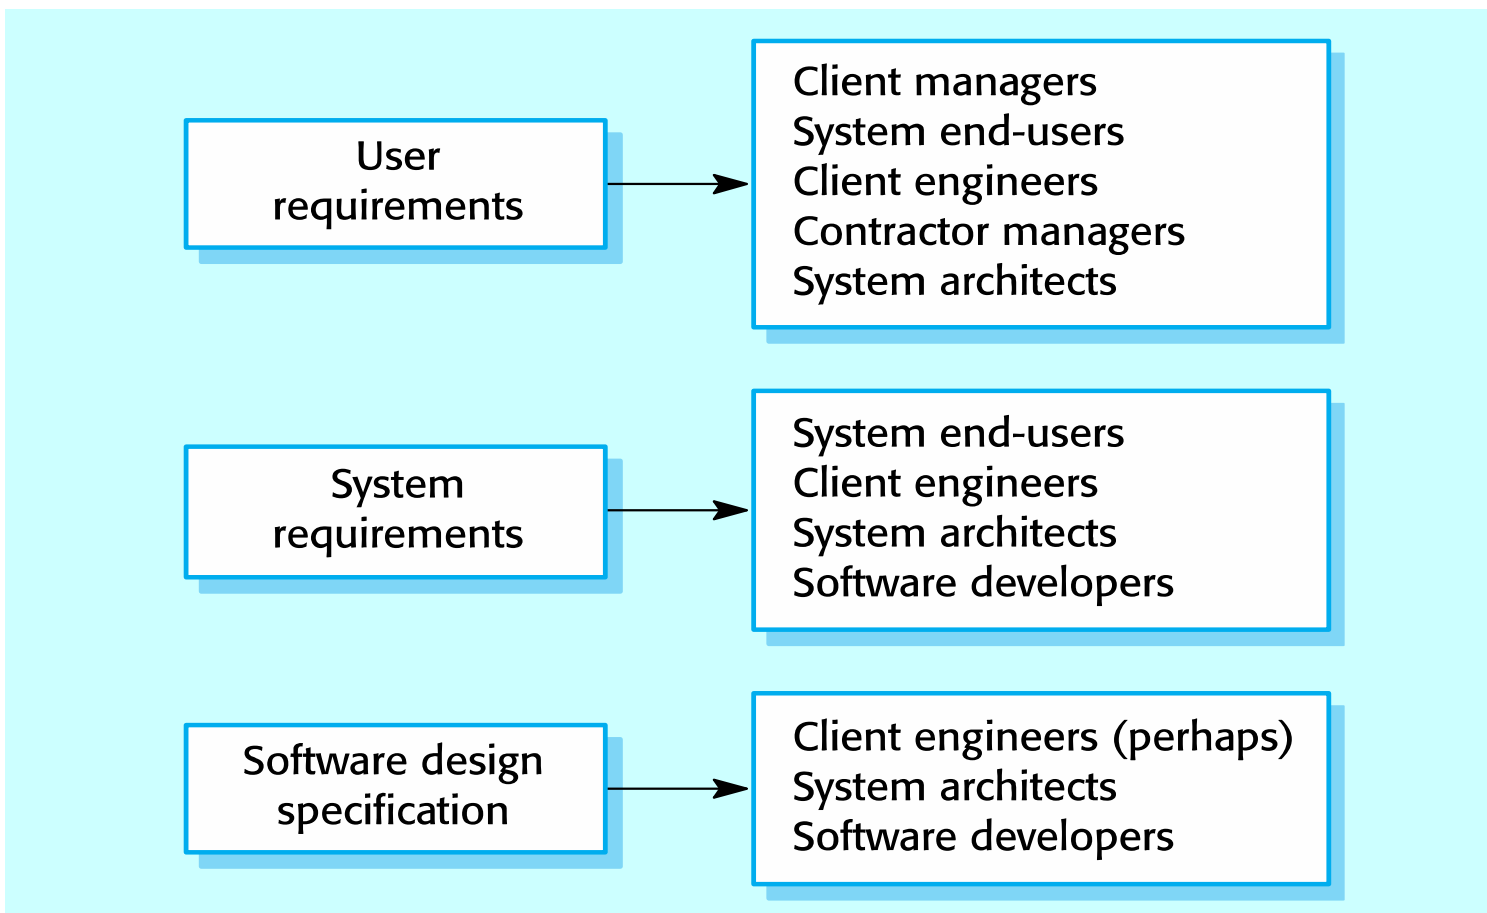 User
requirements
Client managers
System end-users
Client engineers
Contractor managers
System architects
System
requirements
System end-users
Client engineers
System architects
Software developers
Software design
specification
Client engineers (perhaps)
System architects
Software developers